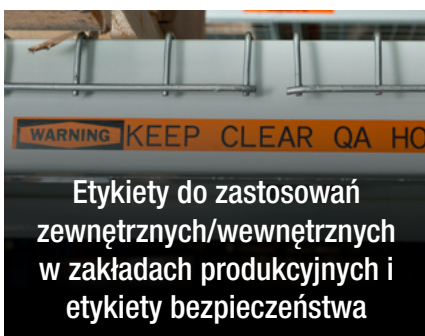 WARNING KEEP CLEAR QA HO
Etykiety do zastosowań
zewnętrznych/wewnętrznych
w zakładach produkcyjnych i
etykiety bezpieczeństwa